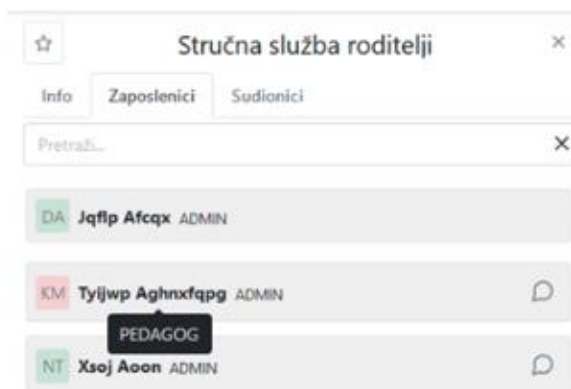 Stručna služba roditelji
Info Zaposlenici Sudionici
Pretraži...
DA Jqflp Afcqx ADMIN
KM Tyijwp Aghnxfqpg ADMIN
PEDAGOG
NT Xsoj Aoon ADMIN